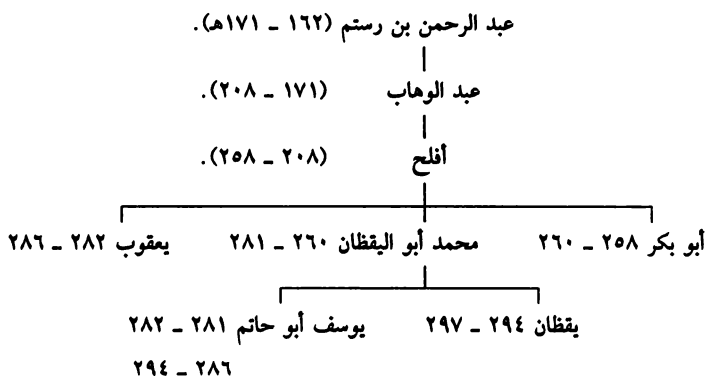 عبد الرحمن بن رستم (١٦٢ ـ ١٧١هـ).
عبد الوهاب (١٧١ ـ ٢٠٨).
أفلح (٢٠٨ ـ ٢٥٨).
أبو بكر ٢٥٨ ـ ٢٦٠ محمد أبو اليقظان ٢٦٠ ـ ٢٨١ يعقوب ٢٨٢ ـ ٢٨٦
يقظان ٢٩٤ ـ ٢٩٧ يوسف أبو حاتم ٢٨١ ـ ٢٨٢
٢٨٦ ـ ٢٩٤